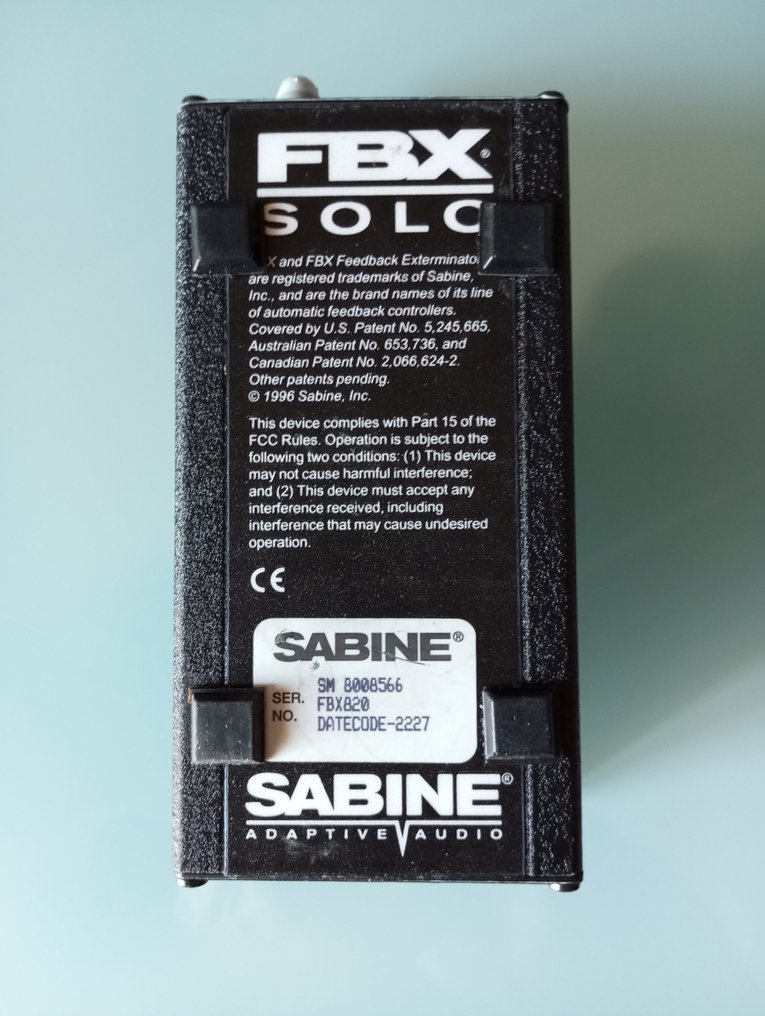 FBX®
SOLO
X and FBX Feedback Exterminator
are registered trademarks of Sabine,
Inc., and are the brand names of its line
of automatic feedback controllers.
Covered by U.S. Patent No. 5,245,665,
Australian Patent No. 653,736, and
Canadian Patent No. 2,066,624-2.
Other patents pending.
© 1996 Sabine, Inc.
This device complies with Part 15 of the
FCC Rules. Operation is subject to the
following two conditions: (1) This device
may not cause harmful interference;
and (2) This device must accept any
interference received, including
interference that may cause undesired
operation.
CE
SABINE®
SM 8008566
SER. FBX820
NO. DATECODE-2227
SABINE®
ADAPTIVE AUDIO